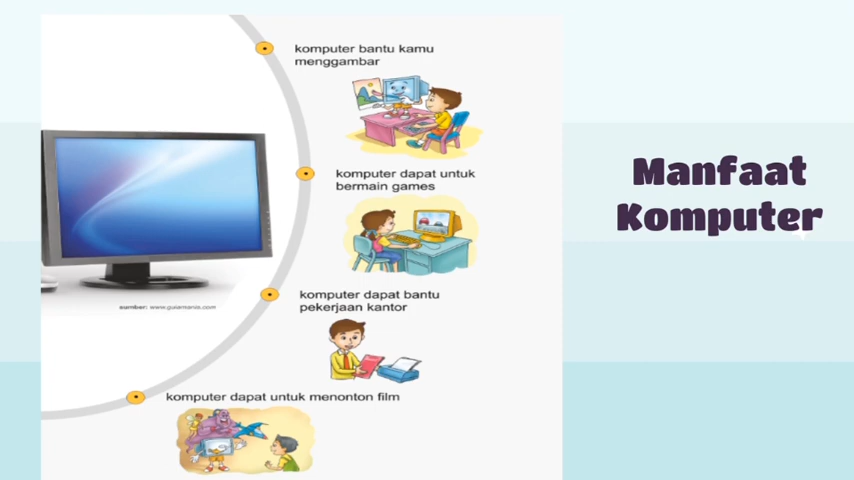 komputer bantu kamu
menggambar
komputer dapat untuk
bermain games
komputer dapat bantu
pekerjaan kantor
komputer dapat untuk menonton film
sumber: www.guiamania.com
Manfaat
Komputer